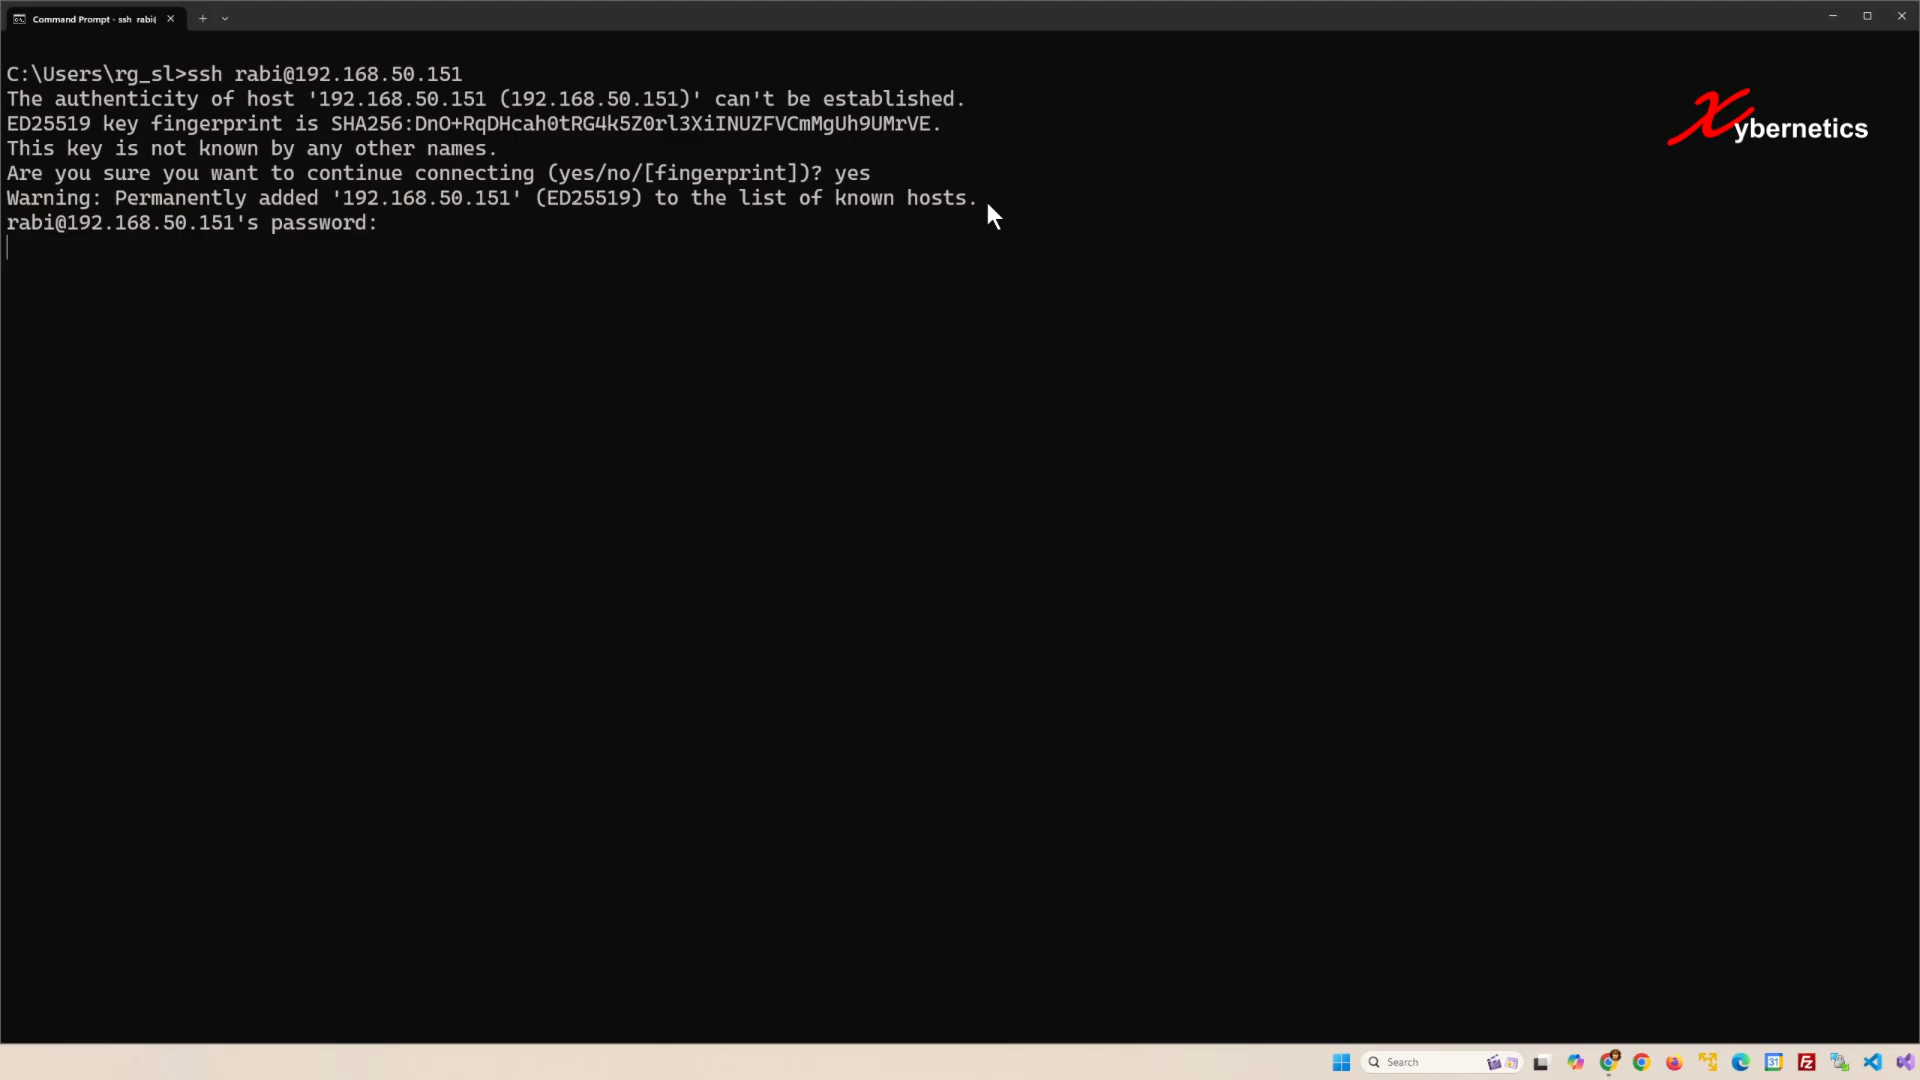 Command Prompt - ssh rabi@
C:\Users\rg_sl>ssh rabi@192.168.50.151
The authenticity of host '192.168.50.151 (192.168.50.151)' can't be established.
ED25519 key fingerprint is SHA256:DnO+RqDHcah0tRG4k5Z0rl3XiINUZFVCmMgUh9UMrVE.
This key is not known by any other names.
Are you sure you want to continue connecting (yes/no/[fingerprint])? yes
Warning: Permanently added '192.168.50.151' (ED25519) to the list of known hosts.
rabi@192.168.50.151's password:
Xybernetics
Search
31
FZ